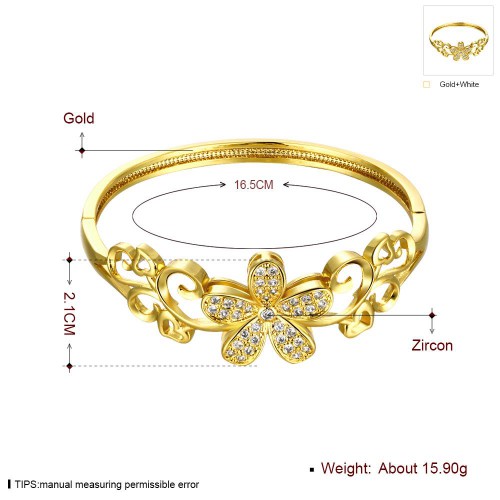 Gold+White
Gold
16.5CM
2.1CM
Zircon
Weight: About 15.90g
TIPS:manual measuring permissible error